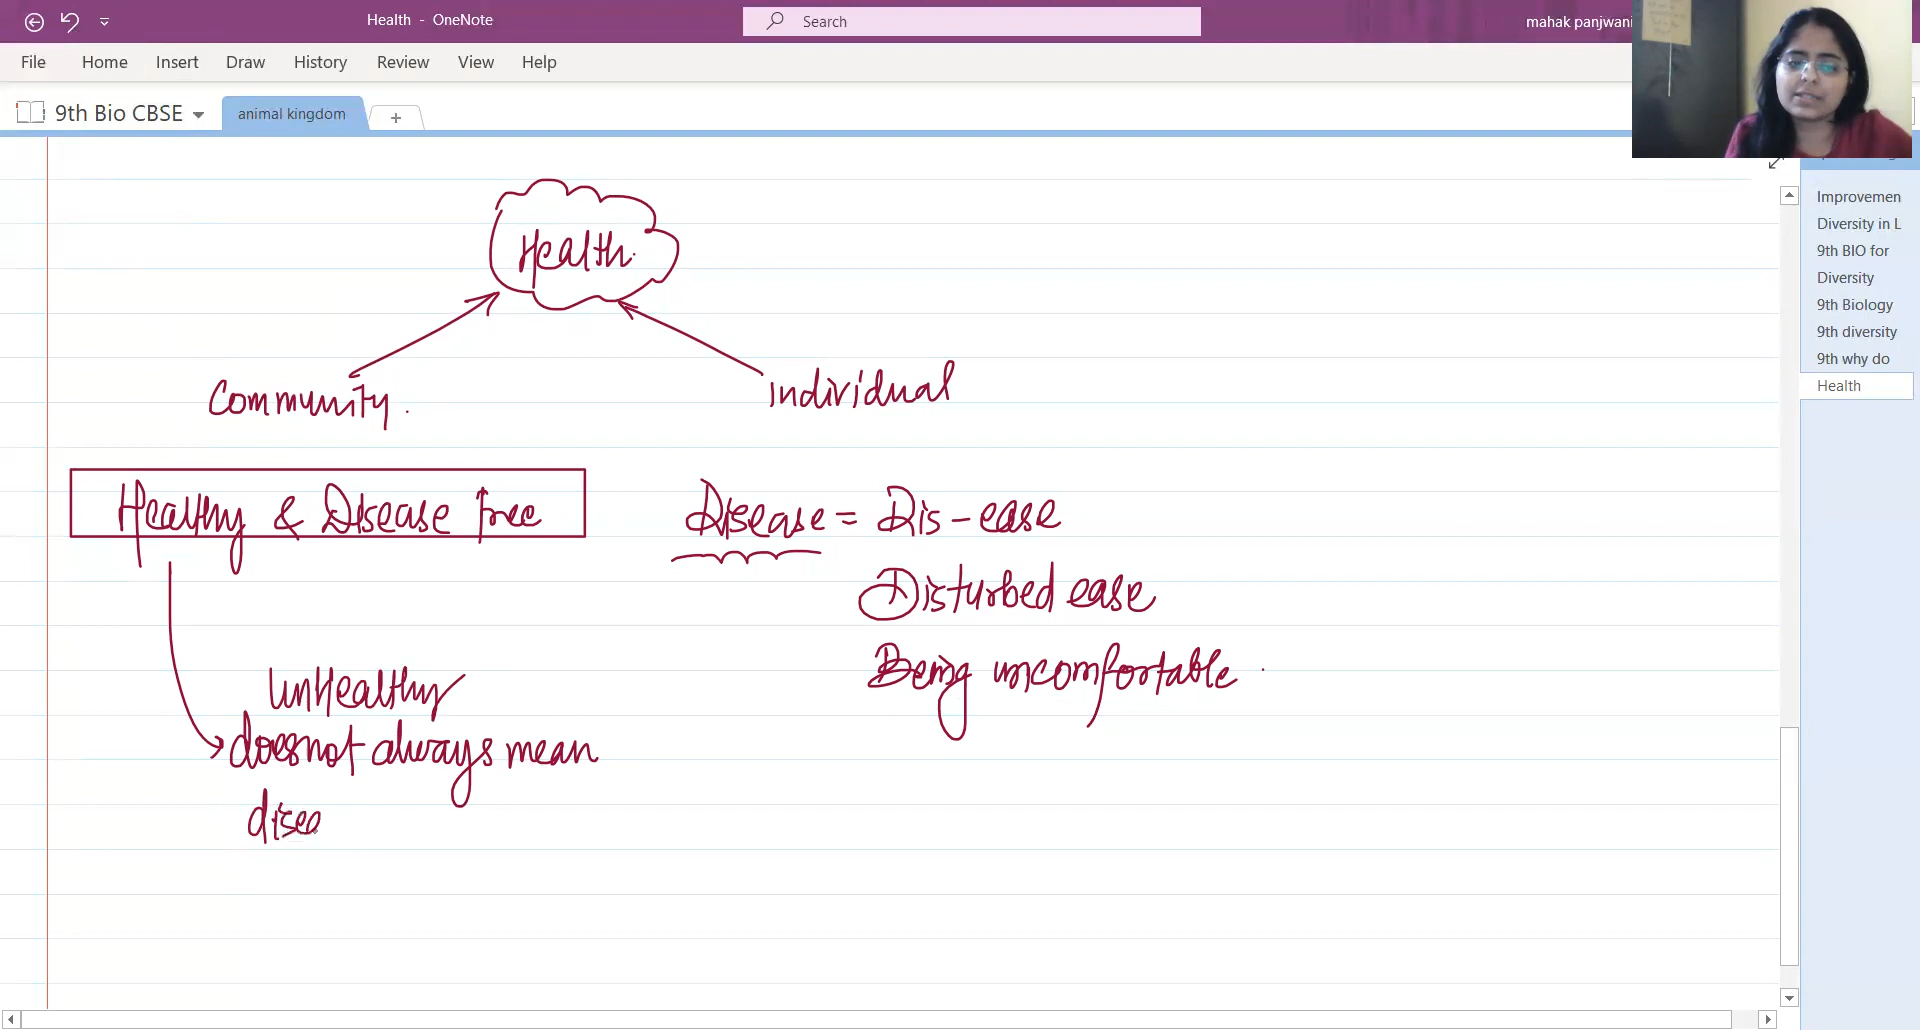 Health - OneNote
Search
mahak panjwani
File Home Insert Draw History Review View Help
9th Bio CBSE
animal kingdom
+
Improvemen
Diversity in L
9th BIO for
Diversity
9th Biology
9th diversity
9th why do
Health
Health.
Community.
individual
Healthy & Disease free
Disease = Dis-ease
Disturbed ease
Being uncomfortable.
UnHealthy
doesnot always mean
disea